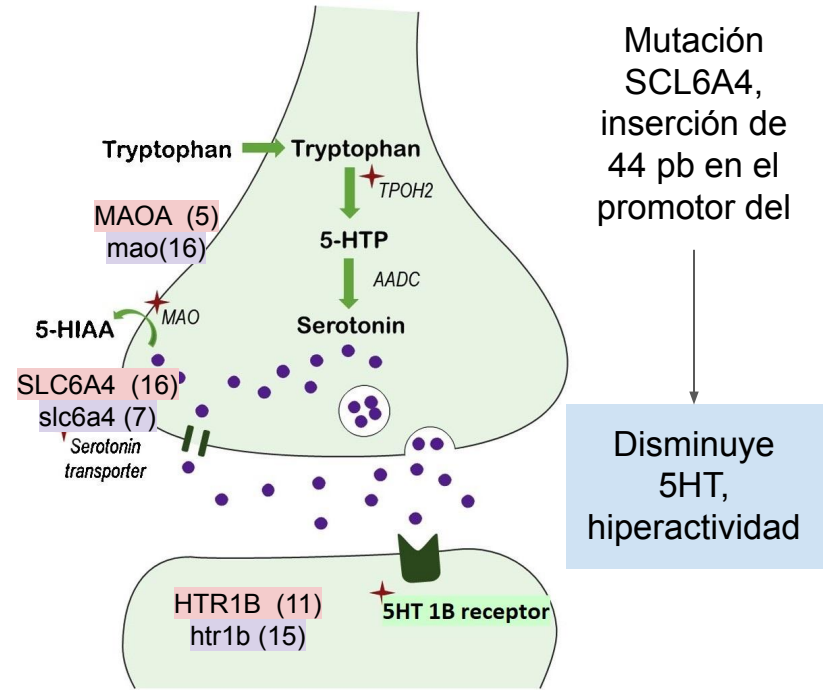 Mutación
SCL6A4,
inserción de
44 pb en el
promotor del
Disminuye
5HT,
hiperactividad
Tryptophan
Tryptophan
TPOH2
MAOA (5)
mao(16)
5-HTP
AADC
MAO
5-HIAA
Serotonin
SLC6A4 (16)
slc6a4 (7)
Serotonin
transporter
HTR1B (11)
htr1b (15)
5HT 1B receptor